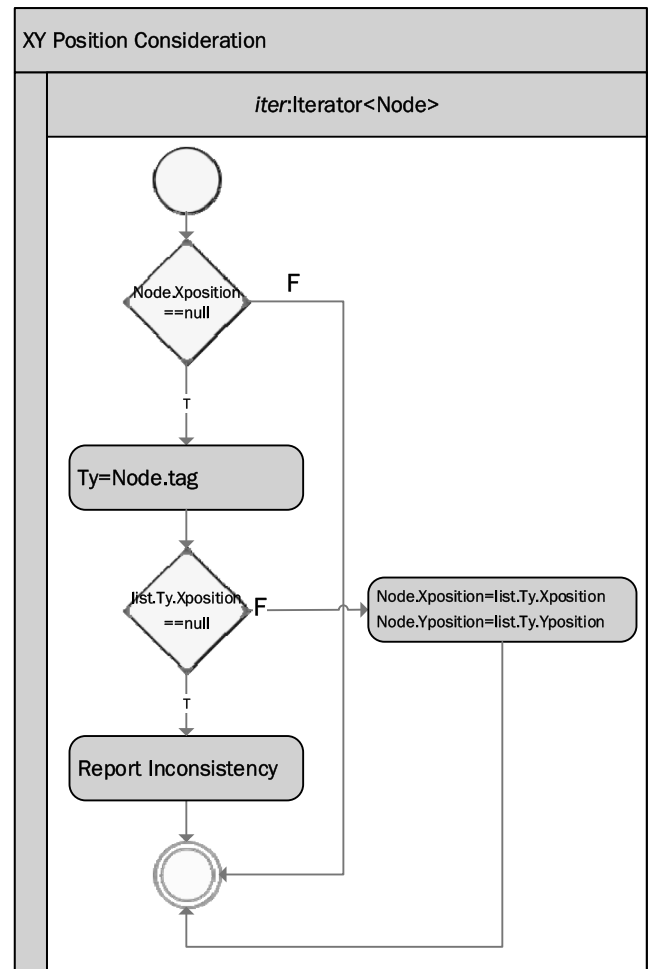 XY Position Consideration
iter:Iterator<Node>
Node.Xposition
==null
F
T
Ty=Node.tag
list.Ty.Xposition
==null
F
Node.Xposition=list.Ty.Xposition
Node.Yposition=list.Ty.Yposition
T
Report Inconsistency